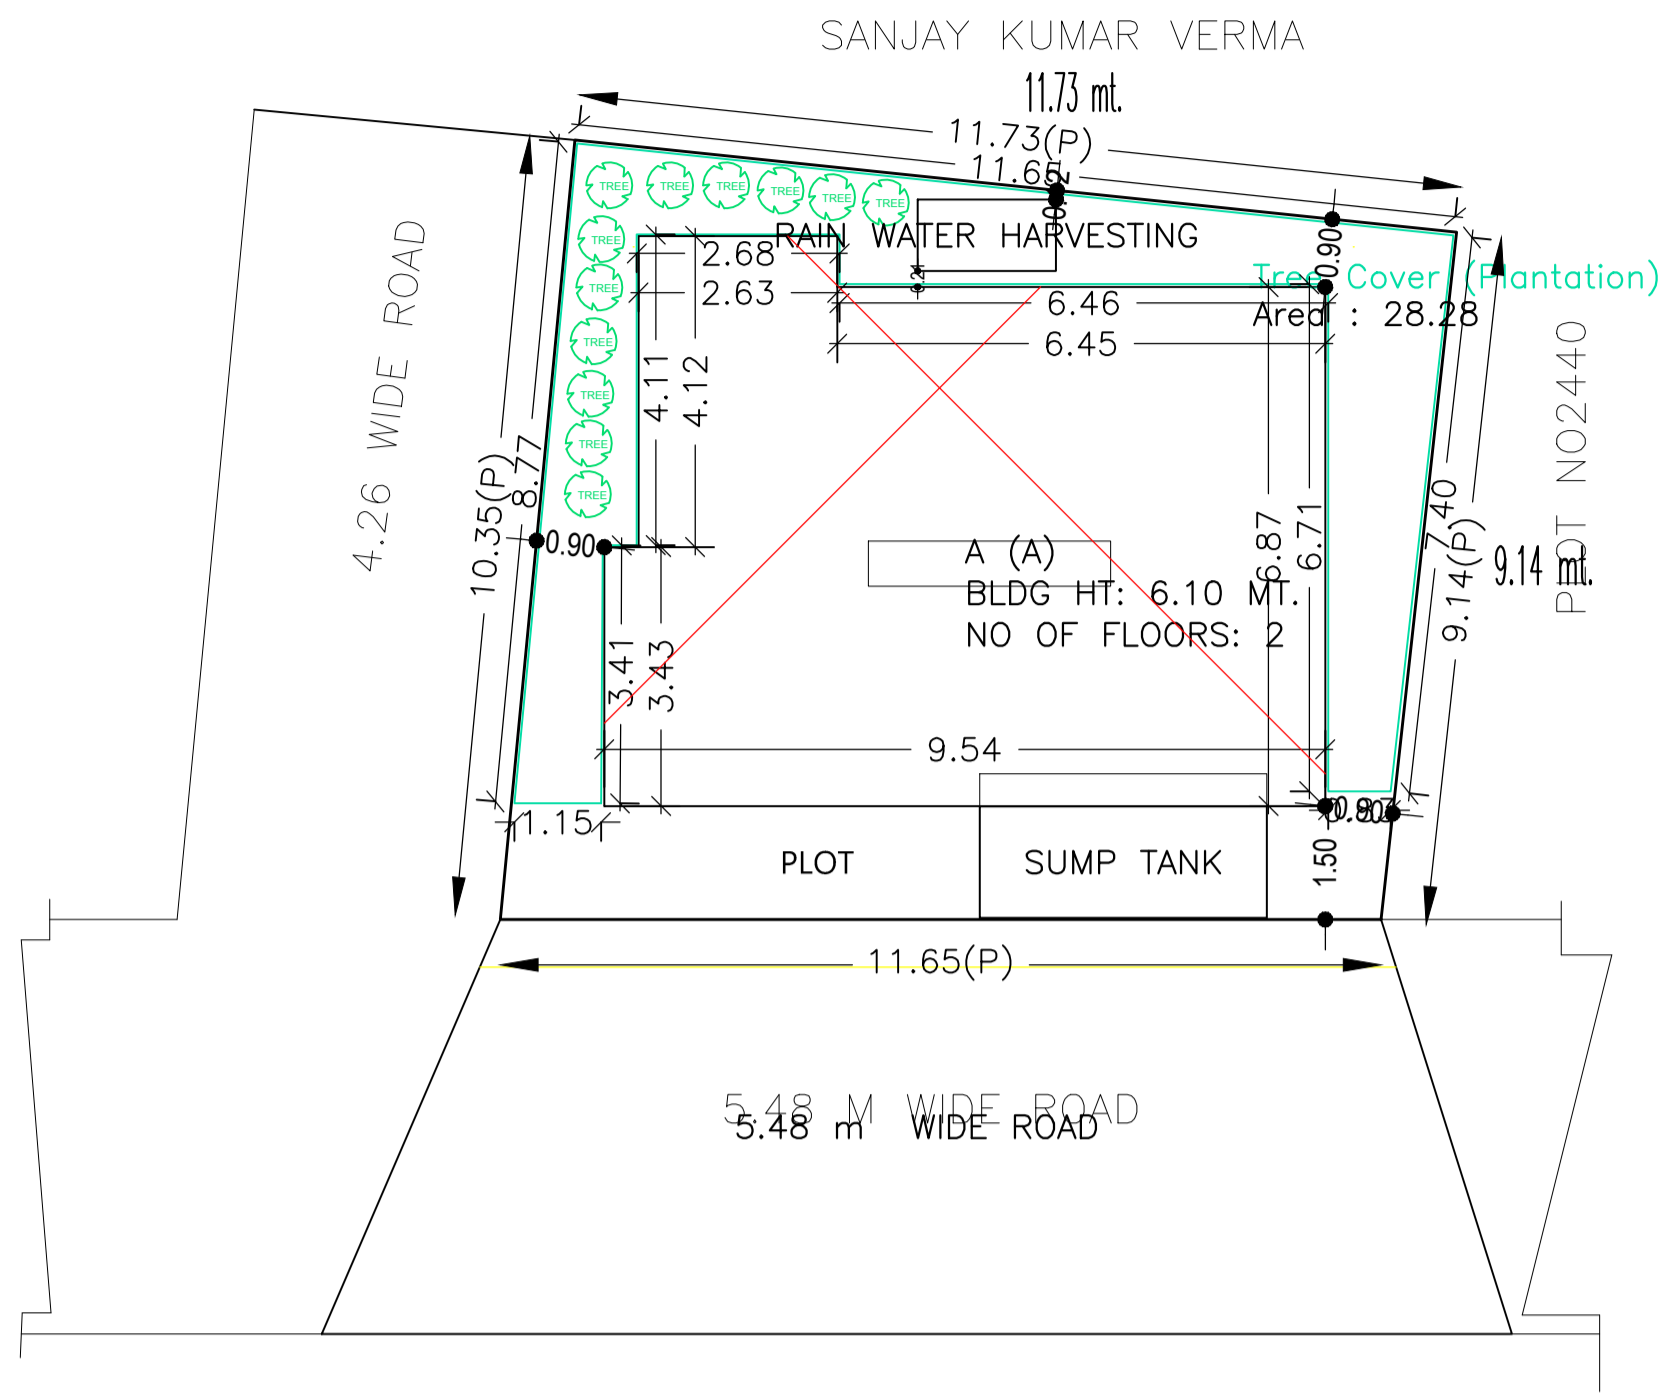 SANJAY KUMAR VERMA
11.73 mt.
11.73(P)
11.65
TREE
TREE
TREE
TREE
TREE
TREE
TREE
TREE
TREE
TREE
TREE
TREE
RAIN WATER HARVESTING
0.90
Tree Cover (Plantation)
Area : 28.28
4.26 WIDE ROAD
2.68
2.63
6.46
6.45
4.11
4.12
10.35(P)
8.77
0.90
A (A)
BLDG HT: 6.10 MT.
NO OF FLOORS: 2
6.87
6.71
7.40
9.14(P)
9.14 mt.
PLOT NO2440
3.41
3.43
9.54
1.15
PLOT
SUMP TANK
1.50
11.65(P)
5.48 M WIDE ROAD
5.48 m WIDE ROAD